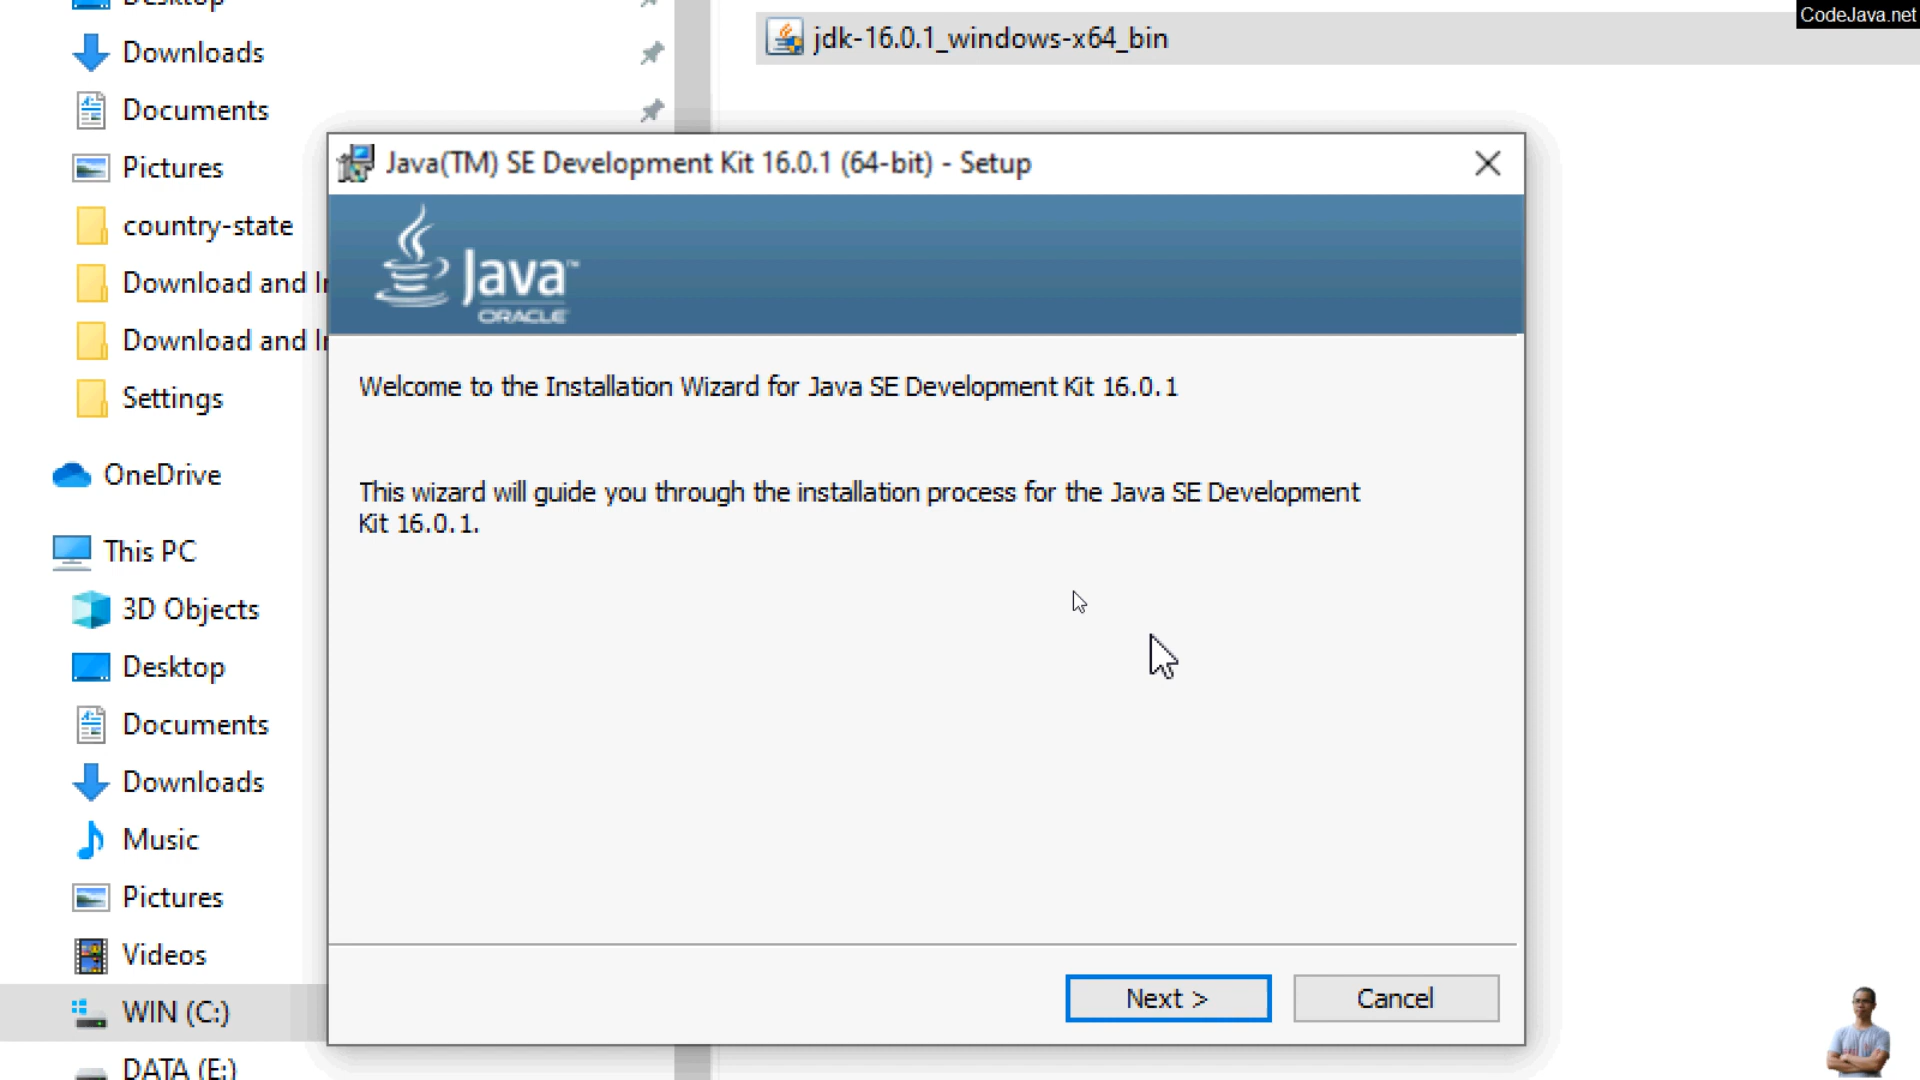 Desktop
Downloads
Documents
Pictures
country-state
Download and I
Download and I
Settings
OneDrive
This PC
3D Objects
Desktop
Documents
Downloads
Music
Pictures
Videos
WIN (C:)
DATA (E:)
jdk-16.0.1_windows-x64_bin
CodeJava.net
Java(TM) SE Development Kit 16.0.1 (64-bit) - Setup
Java™
ORACLE
Welcome to the Installation Wizard for Java SE Development Kit 16.0.1
This wizard will guide you through the installation process for the Java SE Development
Kit 16.0.1.
Next >
Cancel